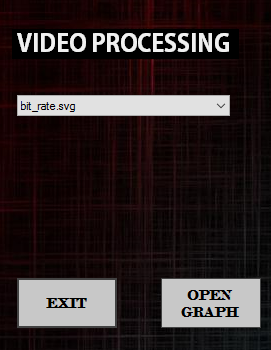 VIDEO PROCESSING
bit_rate.svg
EXIT
OPEN
GRAPH